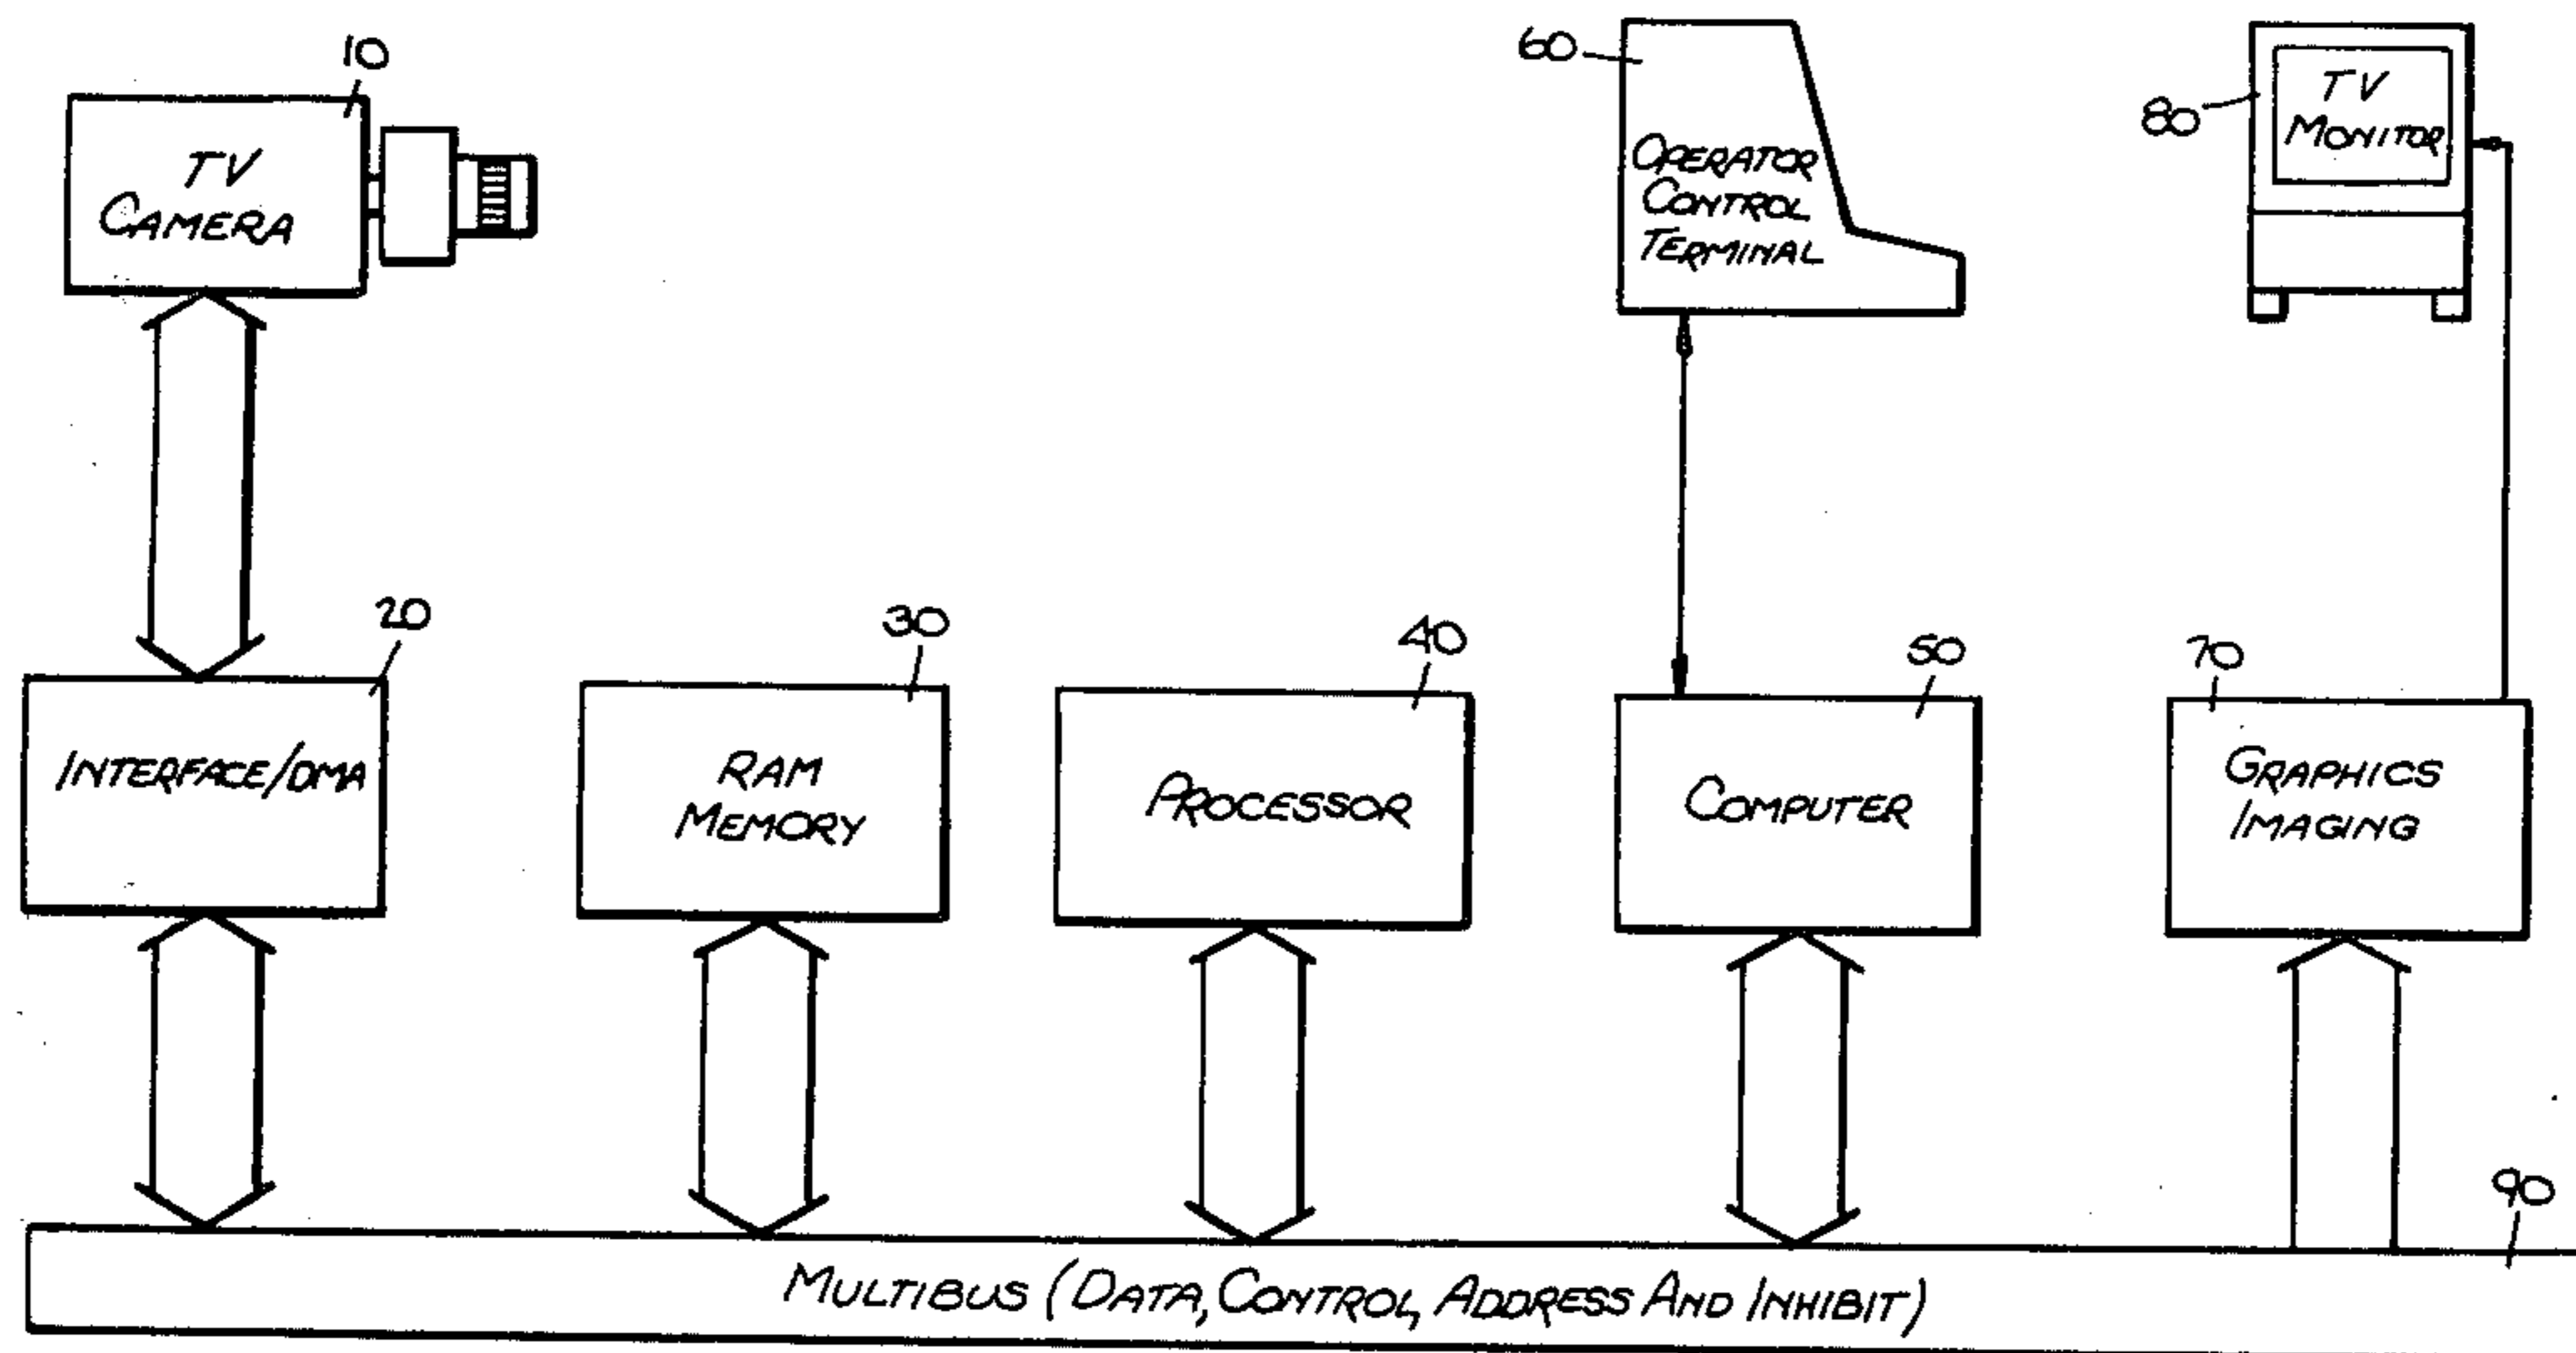 10
TV
CAMERA
60
OPERATOR
CONTROL
TERMINAL
80
TV
MONITOR
20
INTERFACE/DMA
30
RAM
MEMORY
40
PROCESSOR
50
COMPUTER
70
GRAPHICS
IMAGING
90
MULTIBUS (DATA, CONTROL, ADDRESS AND INHIBIT)